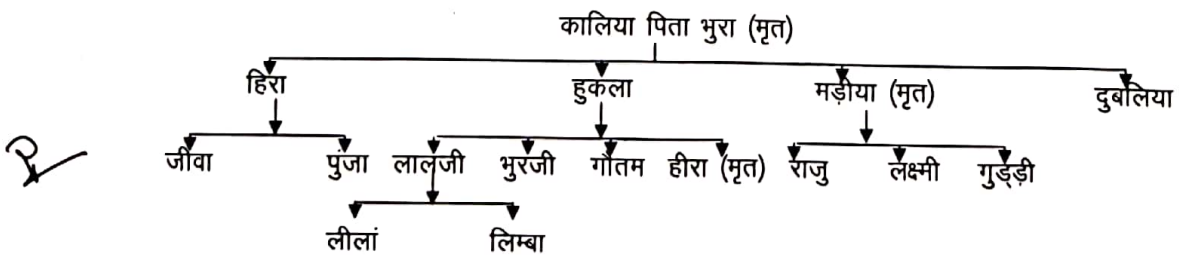 कालिया पिता भुरा (मृत)
हिरा हुकला मड़ीया (मृत) दुबलिया
जीवा पुंजा लालजी भुरजी गौतम हीरा (मृत) राजु लक्ष्मी गुड्ड़ी
लीलां लिम्बा